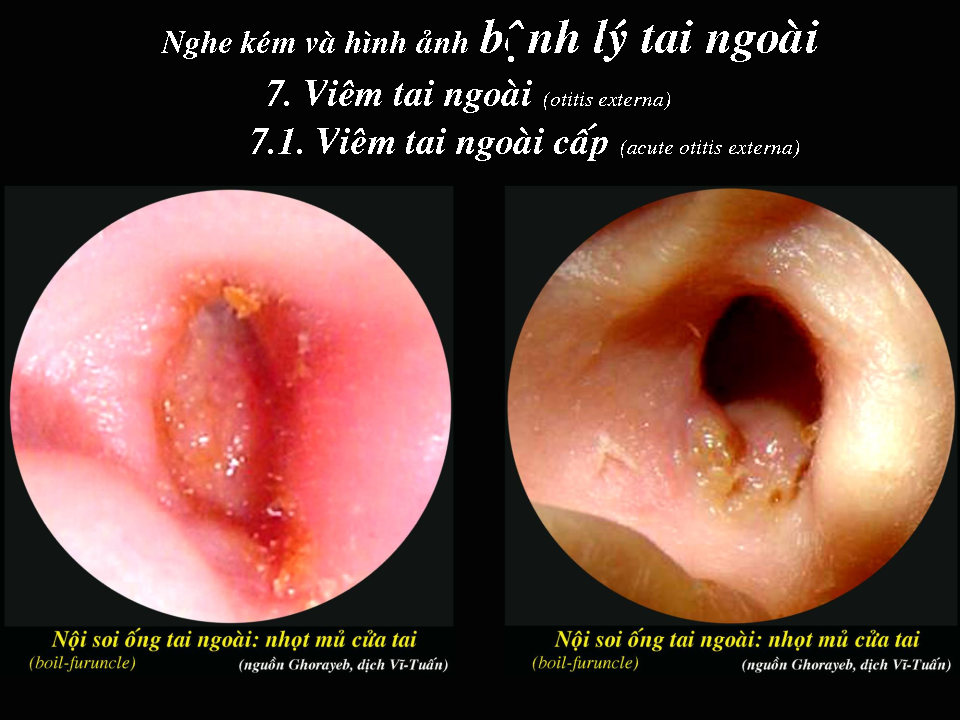 Nghe kém và hình ảnh bệnh lý tai ngoài
7. Viêm tai ngoài (otitis externa)
7.1. Viêm tai ngoài cấp (acute otitis externa)
Nội soi ống tai ngoài: nhọt mủ cửa tai
(boil-furuncle) (nguồn Ghorayeb, dịch Vĩ-Tuấn)
Nội soi ống tai ngoài: nhọt mủ cửa tai
(boil-furuncle) (nguồn Ghorayeb, dịch Vĩ-Tuấn)